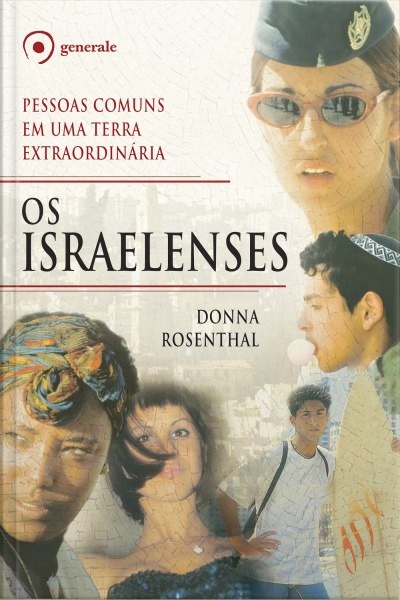 generale
PESSOAS COMUNS
EM UMA TERRA
EXTRAORDINÁRIA
OS
ISRAELENSES
DONNA
ROSENTHAL